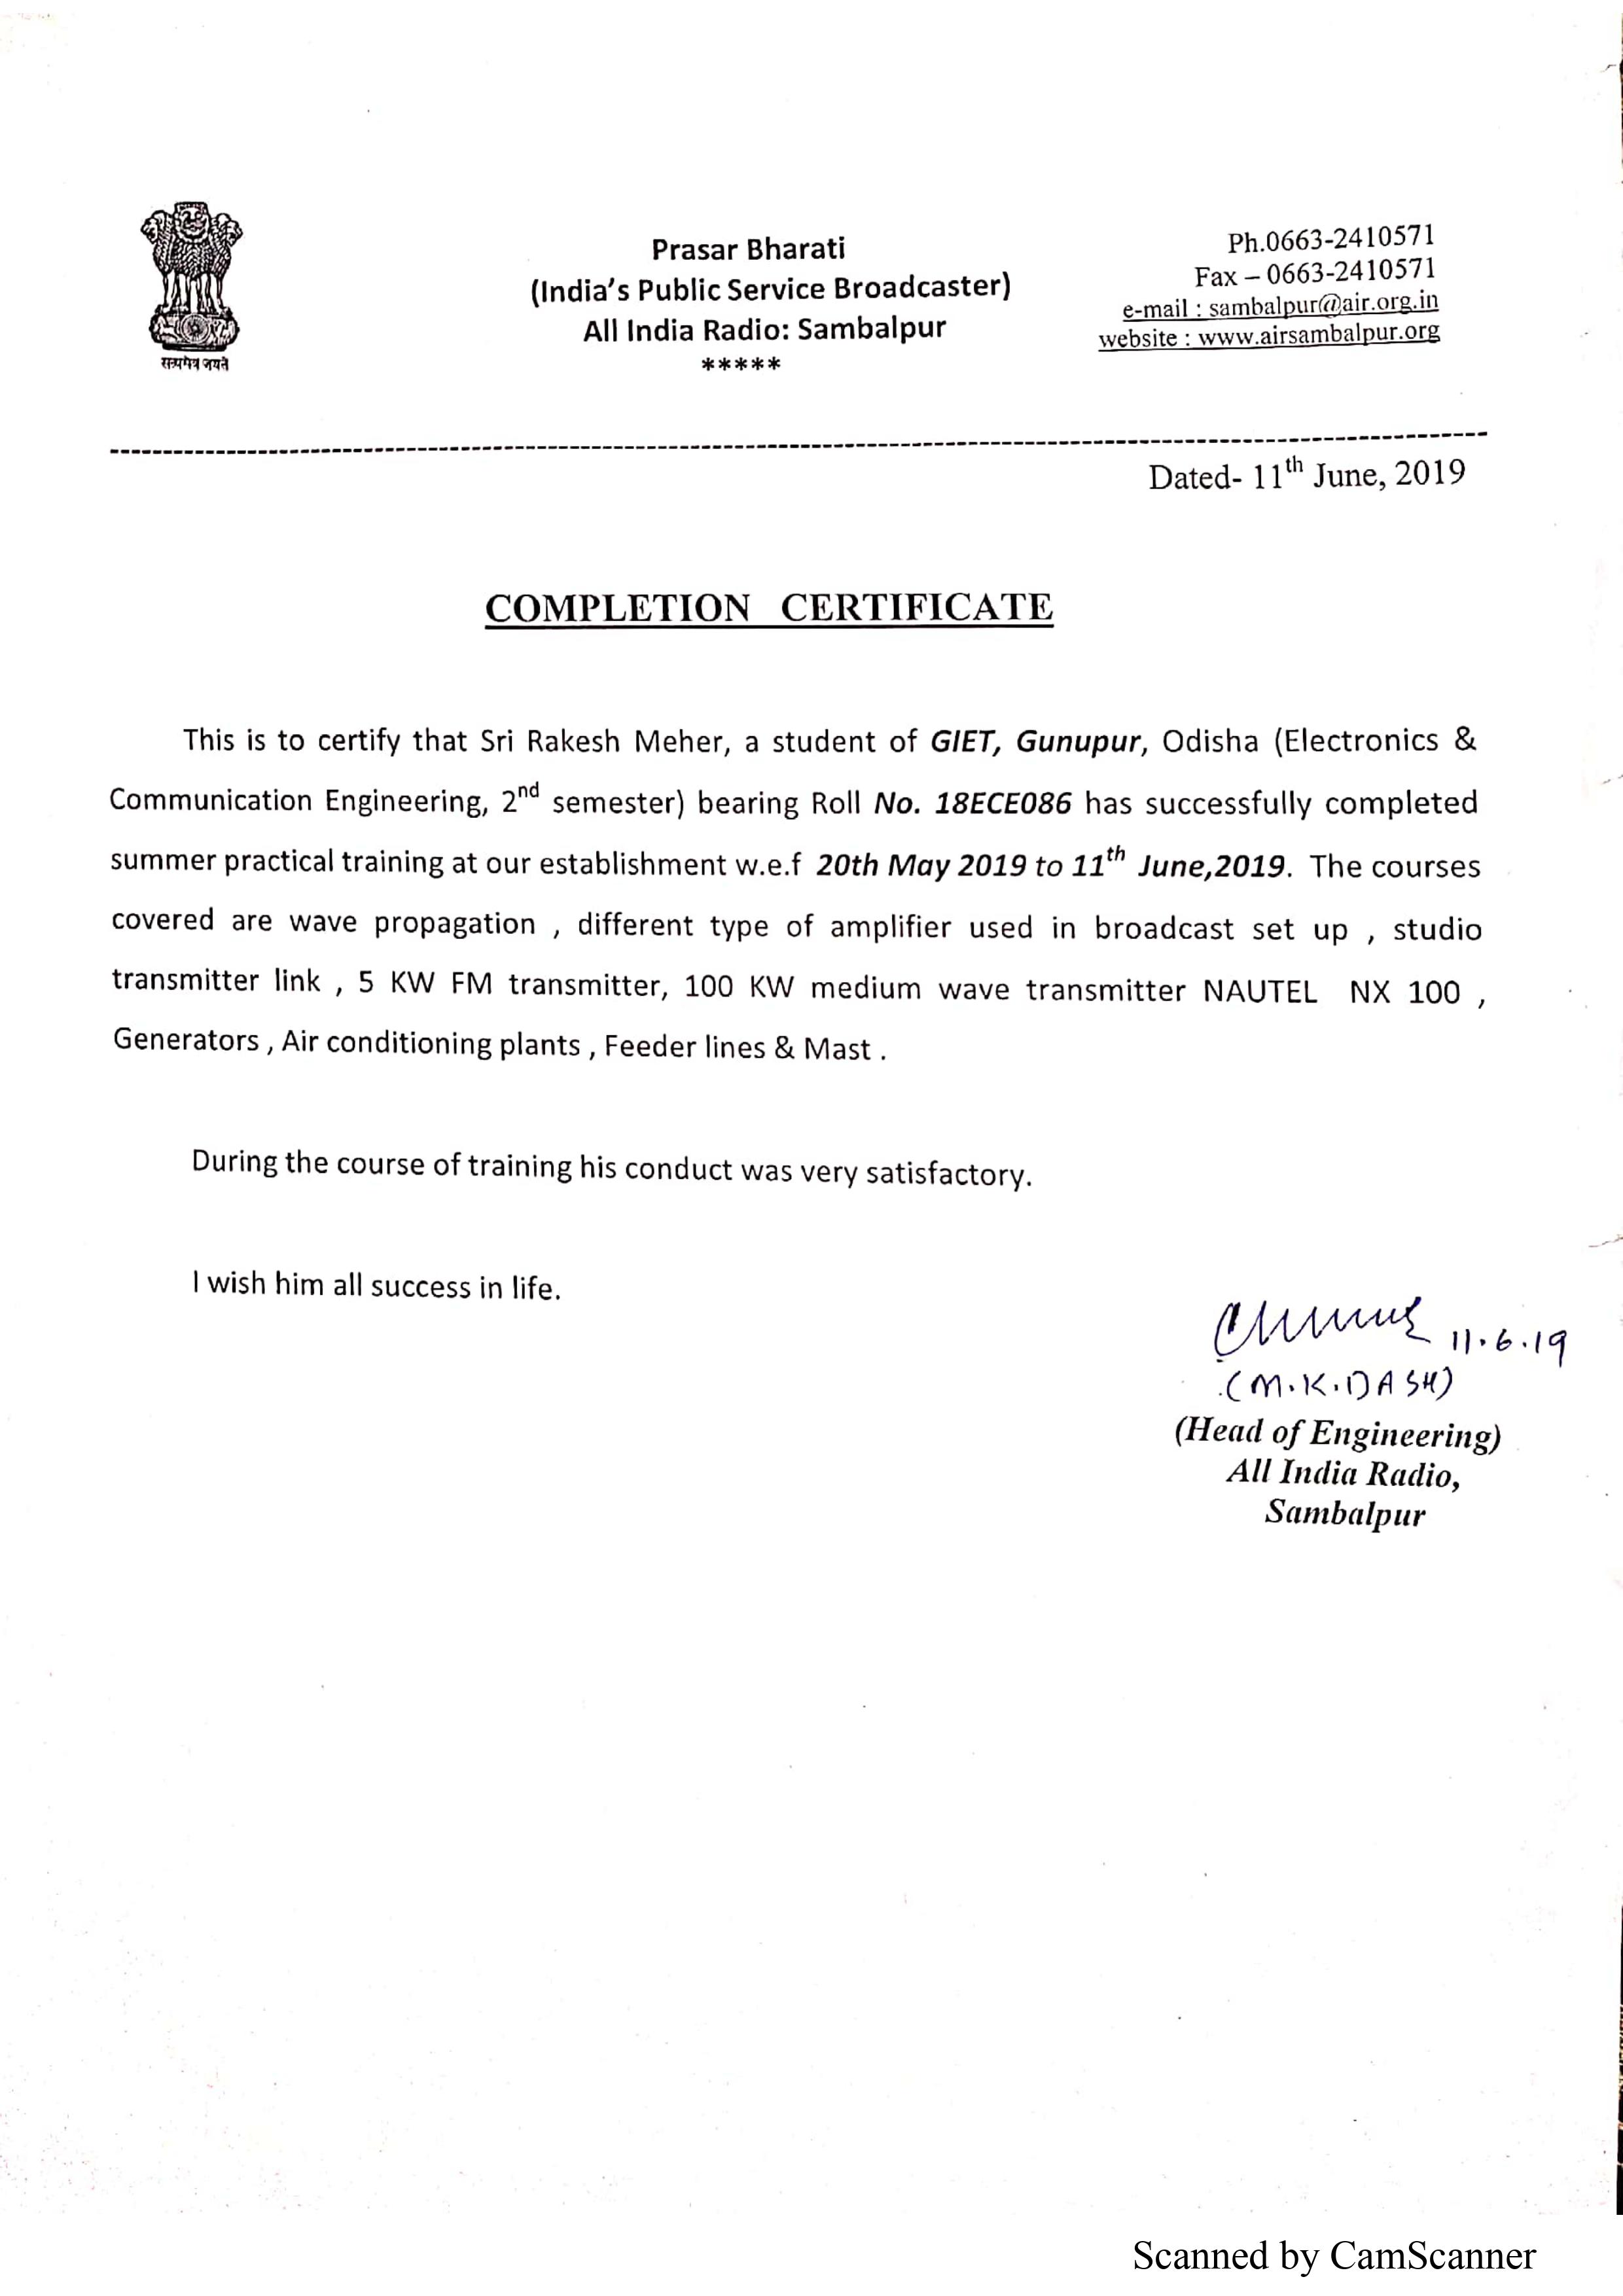 सत्यमेव जयते
Prasar Bharati
(India's Public Service Broadcaster)
All India Radio: Sambalpur
*****
Ph.0663-2410571
Fax – 0663-2410571
e-mail : sambalpur@air.org.in
website : www.airsambalpur.org
Dated- 11th June, 2019
COMPLETION CERTIFICATE
This is to certify that Sri Rakesh Meher, a student of GIET, Gunupur, Odisha (Electronics &
Communication Engineering, 2nd semester) bearing Roll No. 18ECE086 has successfully completed
summer practical training at our establishment w.e.f 20th May 2019 to 11th June,2019. The courses
covered are wave propagation , different type of amplifier used in broadcast set up , studio
transmitter link , 5 KW FM transmitter, 100 KW medium wave transmitter NAUTEL NX 100 ,
Generators , Air conditioning plants , Feeder lines & Mast .
During the course of training his conduct was very satisfactory.
I wish him all success in life.
11.6.19
(M.K.DASH)
(Head of Engineering)
All India Radio,
Sambalpur
Scanned by CamScanner